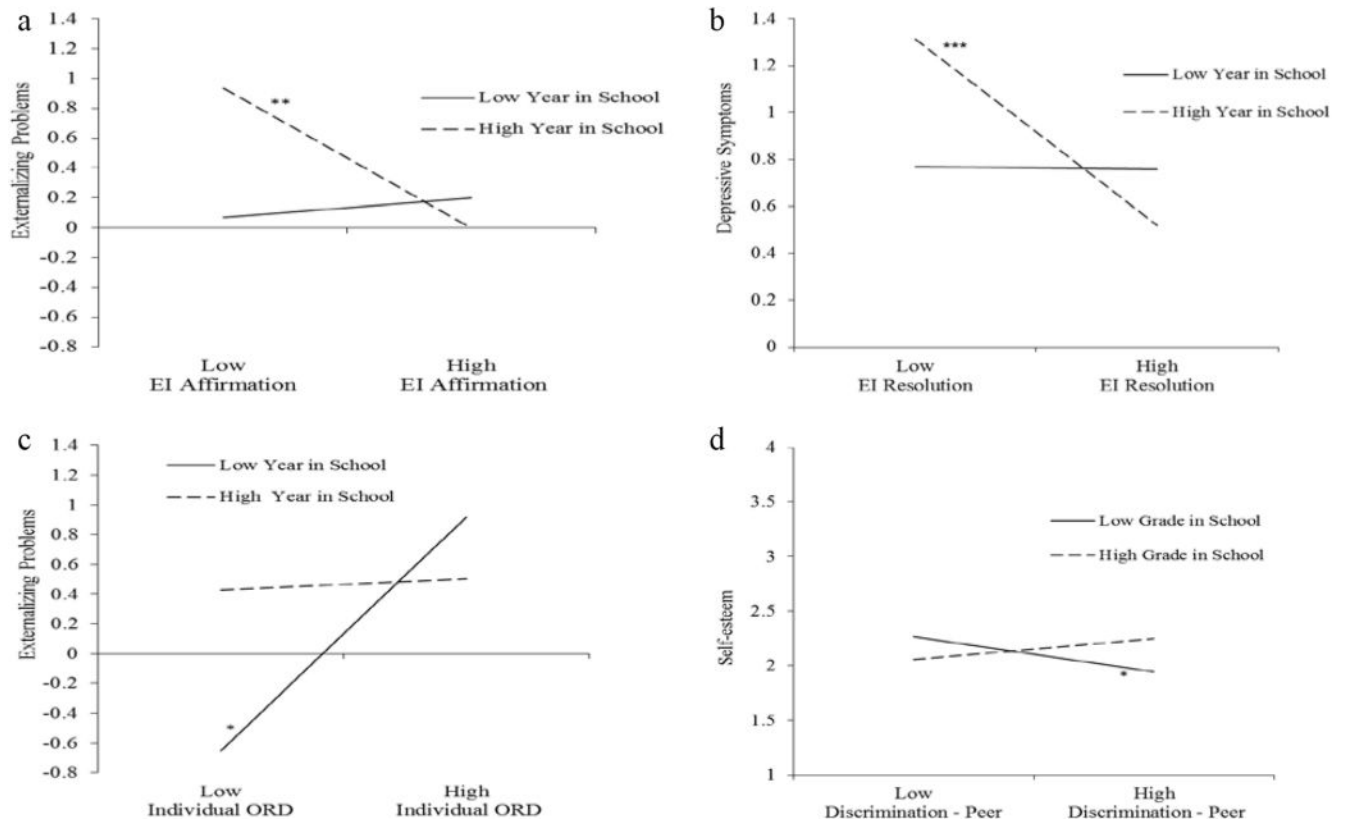 a
1.4
1.2
1
0.8
0.6
0.4
0.2
0
-0.2
-0.4
-0.6
-0.8
Externalizing Problems
**
Low Year in School
High Year in School
Low
EI Affirmation
High
EI Affirmation
b
1.4
1.2
1
0.8
0.6
0.4
0.2
0
Depressive Symptoms
***
Low Year in School
High Year in School
Low
EI Resolution
High
EI Resolution
c
1.4
1.2
1
0.8
0.6
0.4
0.2
0
-0.2
-0.4
-0.6
-0.8
Externalizing Problems
Low Year in School
High Year in School
*
Low
Individual ORD
High
Individual ORD
d
4
3.5
3
2.5
2
1.5
1
Self-esteem
Low Grade in School
High Grade in School
*
Low
Discrimination - Peer
High
Discrimination - Peer